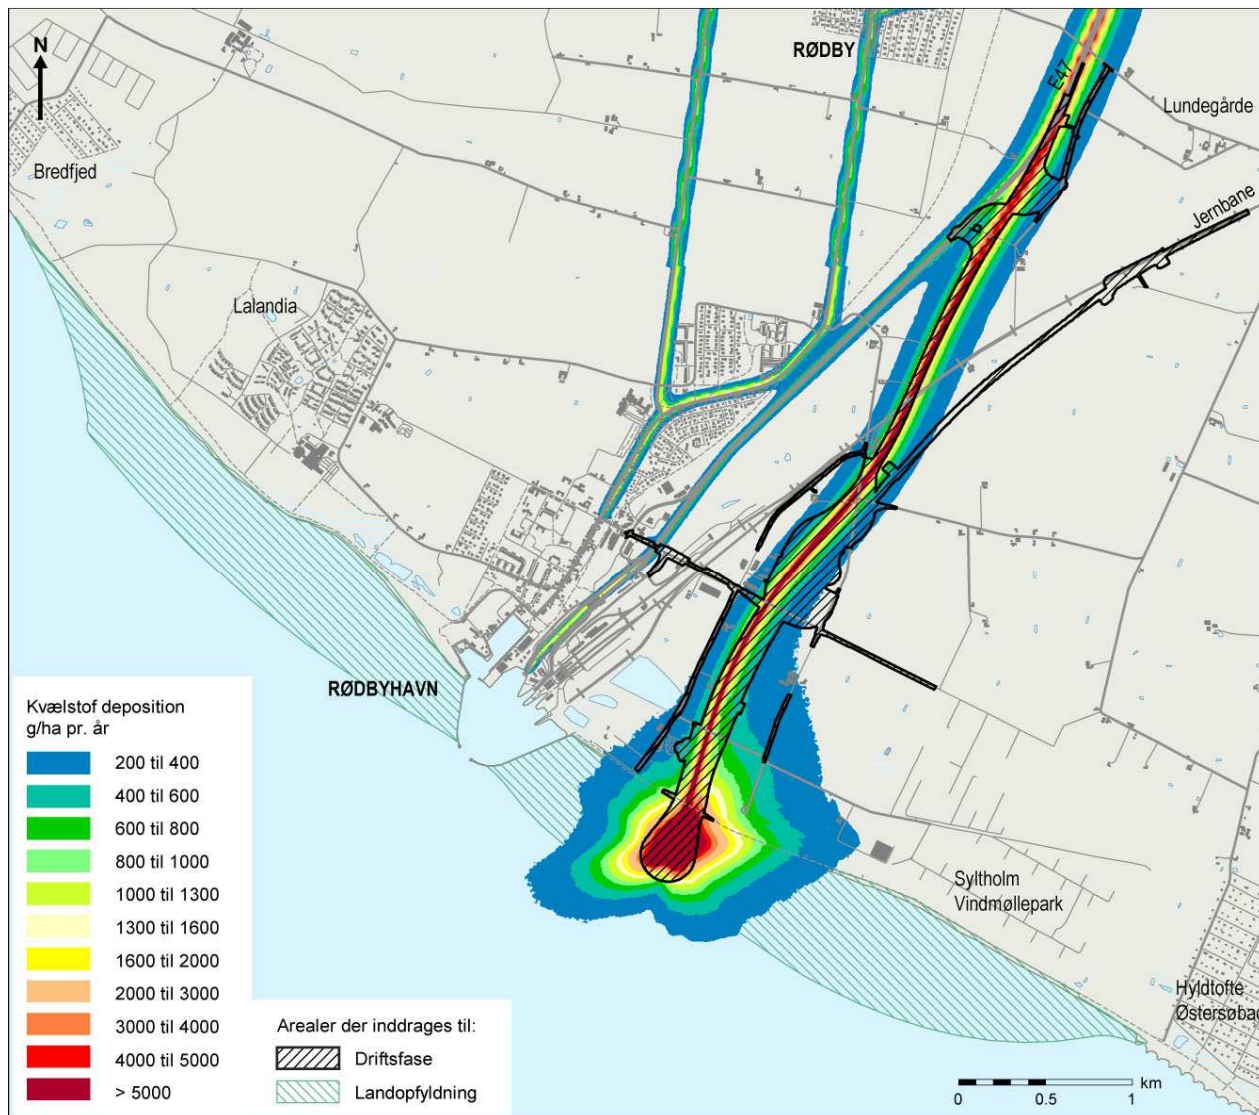 N
RØDBY
E47
Lundegårde
Bredfjed
Jernbane
Lalandia
RØDBYHAVN
Syltholm
Vindmøllepark
Hyldtofte
Østersøbad
Kvælstof deposition
g/ha pr. år
200 til 400
400 til 600
600 til 800
800 til 1000
1000 til 1300
1300 til 1600
1600 til 2000
2000 til 3000
3000 til 4000
4000 til 5000
> 5000
Arealer der inddrages til:
Driftsfase
Landopfyldning
km
0 0.5 1